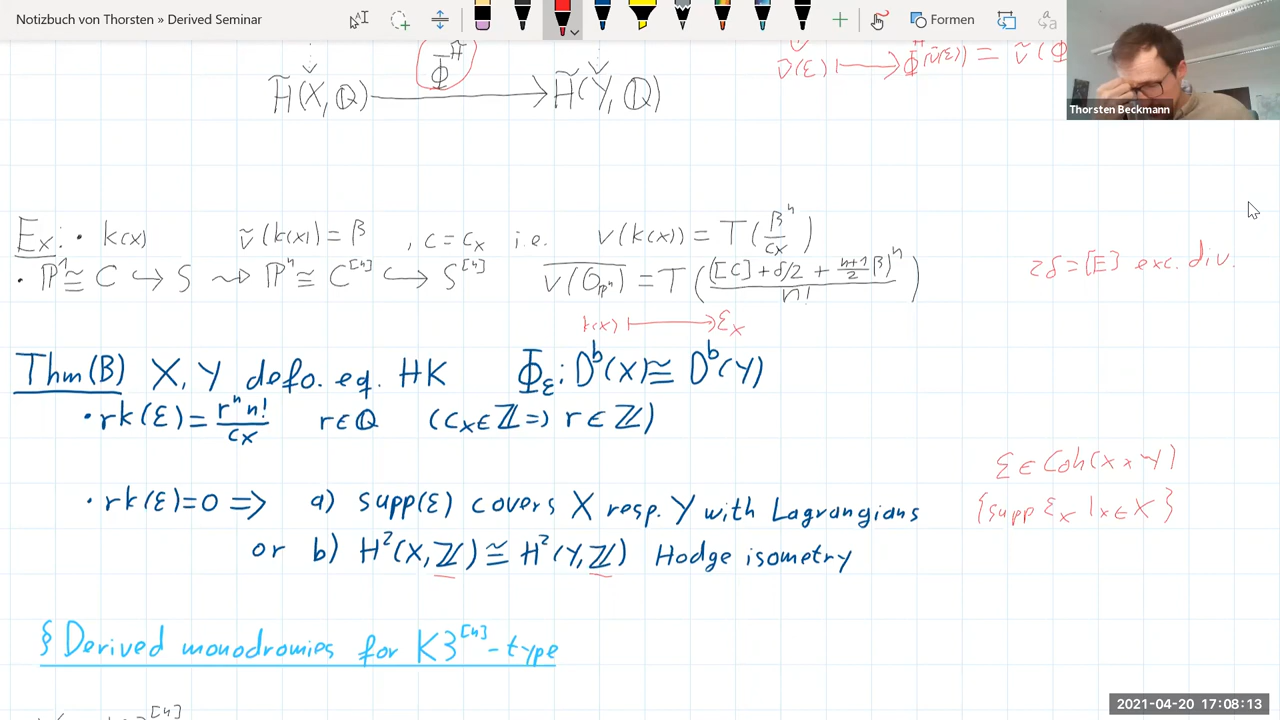 Notizbuch von Thorsten » Derived Seminar
Formen
Φ^H̃
H̃(X,ℚ) ⟶ H̃(Y,ℚ)
ṽ(ℰ) ⟼ Φ^H̃(ṽ(ℰ)) = ṽ(Φ
Thorsten Beckmann
Ex: • k(x) ṽ(k(x)) = β , c = c_X i.e. v(k(x)) = T(β^n/c_X)
• ℙ^1 ≅ C ↪ S ⇝ ℙ^n ≅ C^[n] ↪ S^[n] v(O_ℙ^n) = T(([C] + δ/2 + (n+1)/2 β)^n / n!)
2δ = [E] exc. div.
k(x) ⟼ ℰ_x
Thm (B) X, Y defo. eq. HK Φ_ℰ : D^b(X) ≅ D^b(Y)
• rk(ℰ) = r^n n!/c_X r ∈ ℚ (c_X ∈ ℤ ⇒ r ∈ ℤ)
ℰ ∈ Coh(X × Y)
• rk(ℰ) = 0 ⇒ a) supp(ℰ) covers X resp. Y with Lagrangians
{supp ℰ_x | x ∈ X}
or b) H²(X,ℤ) ≅ H²(Y,ℤ) Hodge isometry
§ Derived monodromies for K3^[n]-type
[n]
2021-04-20 17:08:13